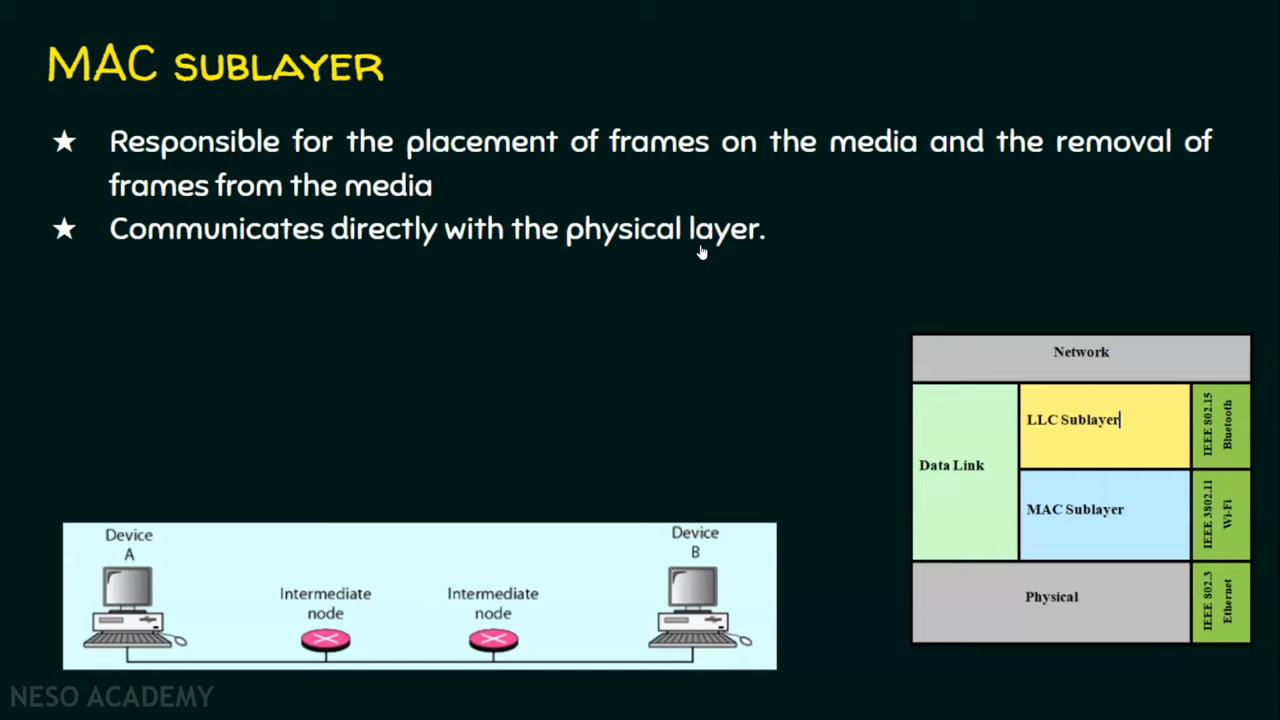 MAC SUBLAYER
★ Responsible for the placement of frames on the media and the removal of
frames from the media
★ Communicates directly with the physical layer.
Network
Data Link
LLC Sublayer
MAC Sublayer
Physical
IEEE 802.15
Bluetooth
IEEE 3802.11
Wi-Fi
IEEE 802.3
Ethernet
Device
A
Intermediate
node
Intermediate
node
Device
B
NESO ACADEMY